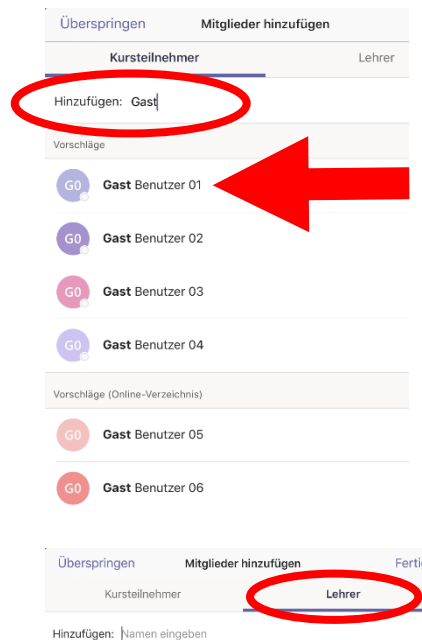 Überspringen Mitglieder hinzufügen
Kursteilnehmer Lehrer
Hinzufügen: Gast
Vorschläge
G0 Gast Benutzer 01
G0 Gast Benutzer 02
G0 Gast Benutzer 03
G0 Gast Benutzer 04
Vorschläge (Online-Verzeichnis)
G0 Gast Benutzer 05
G0 Gast Benutzer 06
Überspringen Mitglieder hinzufügen Ferti
Kursteilnehmer Lehrer
Hinzufügen: Namen eingeben